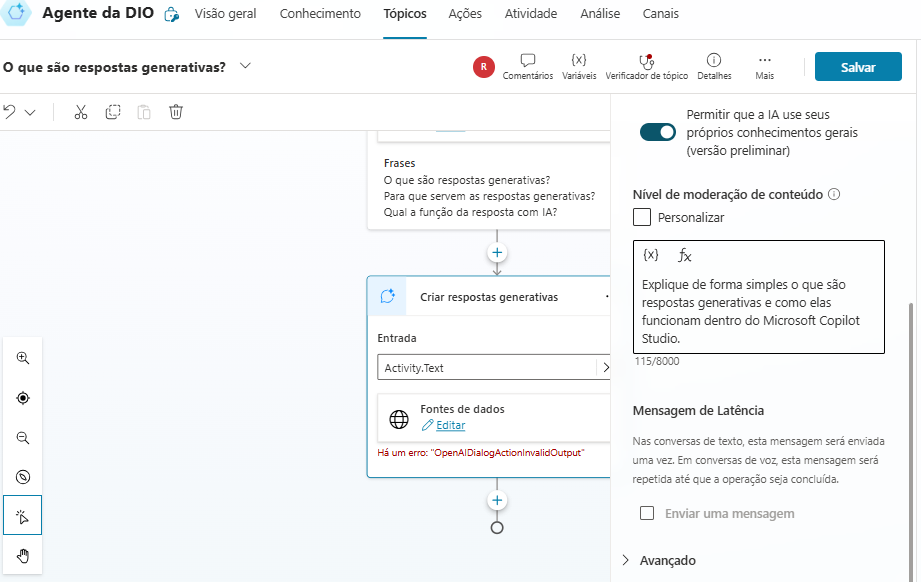 Agente da DIO
Visão geral
Conhecimento
Tópicos
Ações
Atividade
Análise
Canais
O que são respostas generativas?
R
Comentários
{x}
Variáveis
Verificador de tópico
Detalhes
Mais
Salvar
Frases
O que são respostas generativas?
Para que servem as respostas generativas?
Qual a função da resposta com IA?
Criar respostas generativas
Entrada
Activity.Text
Fontes de dados
Editar
Há um erro: "OpenAIDialogActionInvalidOutput"
Permitir que a IA use seus
próprios conhecimentos gerais
(versão preliminar)
Nível de moderação de conteúdo
Personalizar
{x} fx
Explique de forma simples o que são
respostas generativas e como elas
funcionam dentro do Microsoft Copilot
Studio.
115/8000
Mensagem de Latência
Nas conversas de texto, esta mensagem será enviada
uma vez. Em conversas de voz, esta mensagem será
repetida até que a operação seja concluída.
Enviar uma mensagem
Avançado